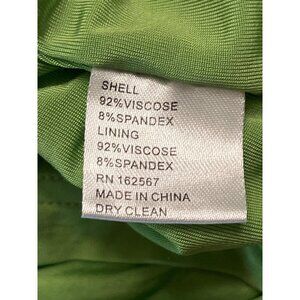 SHELL
92%VISCOSE
8%SPANDEX
LINING
92%VISCOSE
8%SPANDEX
RN 162567
MADE IN CHINA
DRY CLEAN